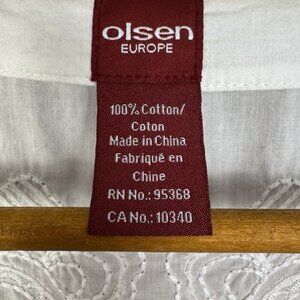 olsen
EUROPE
100% Cotton/
Coton
Made in China
Fabriqué en
Chine
RN No.: 95368
CA No.: 10340